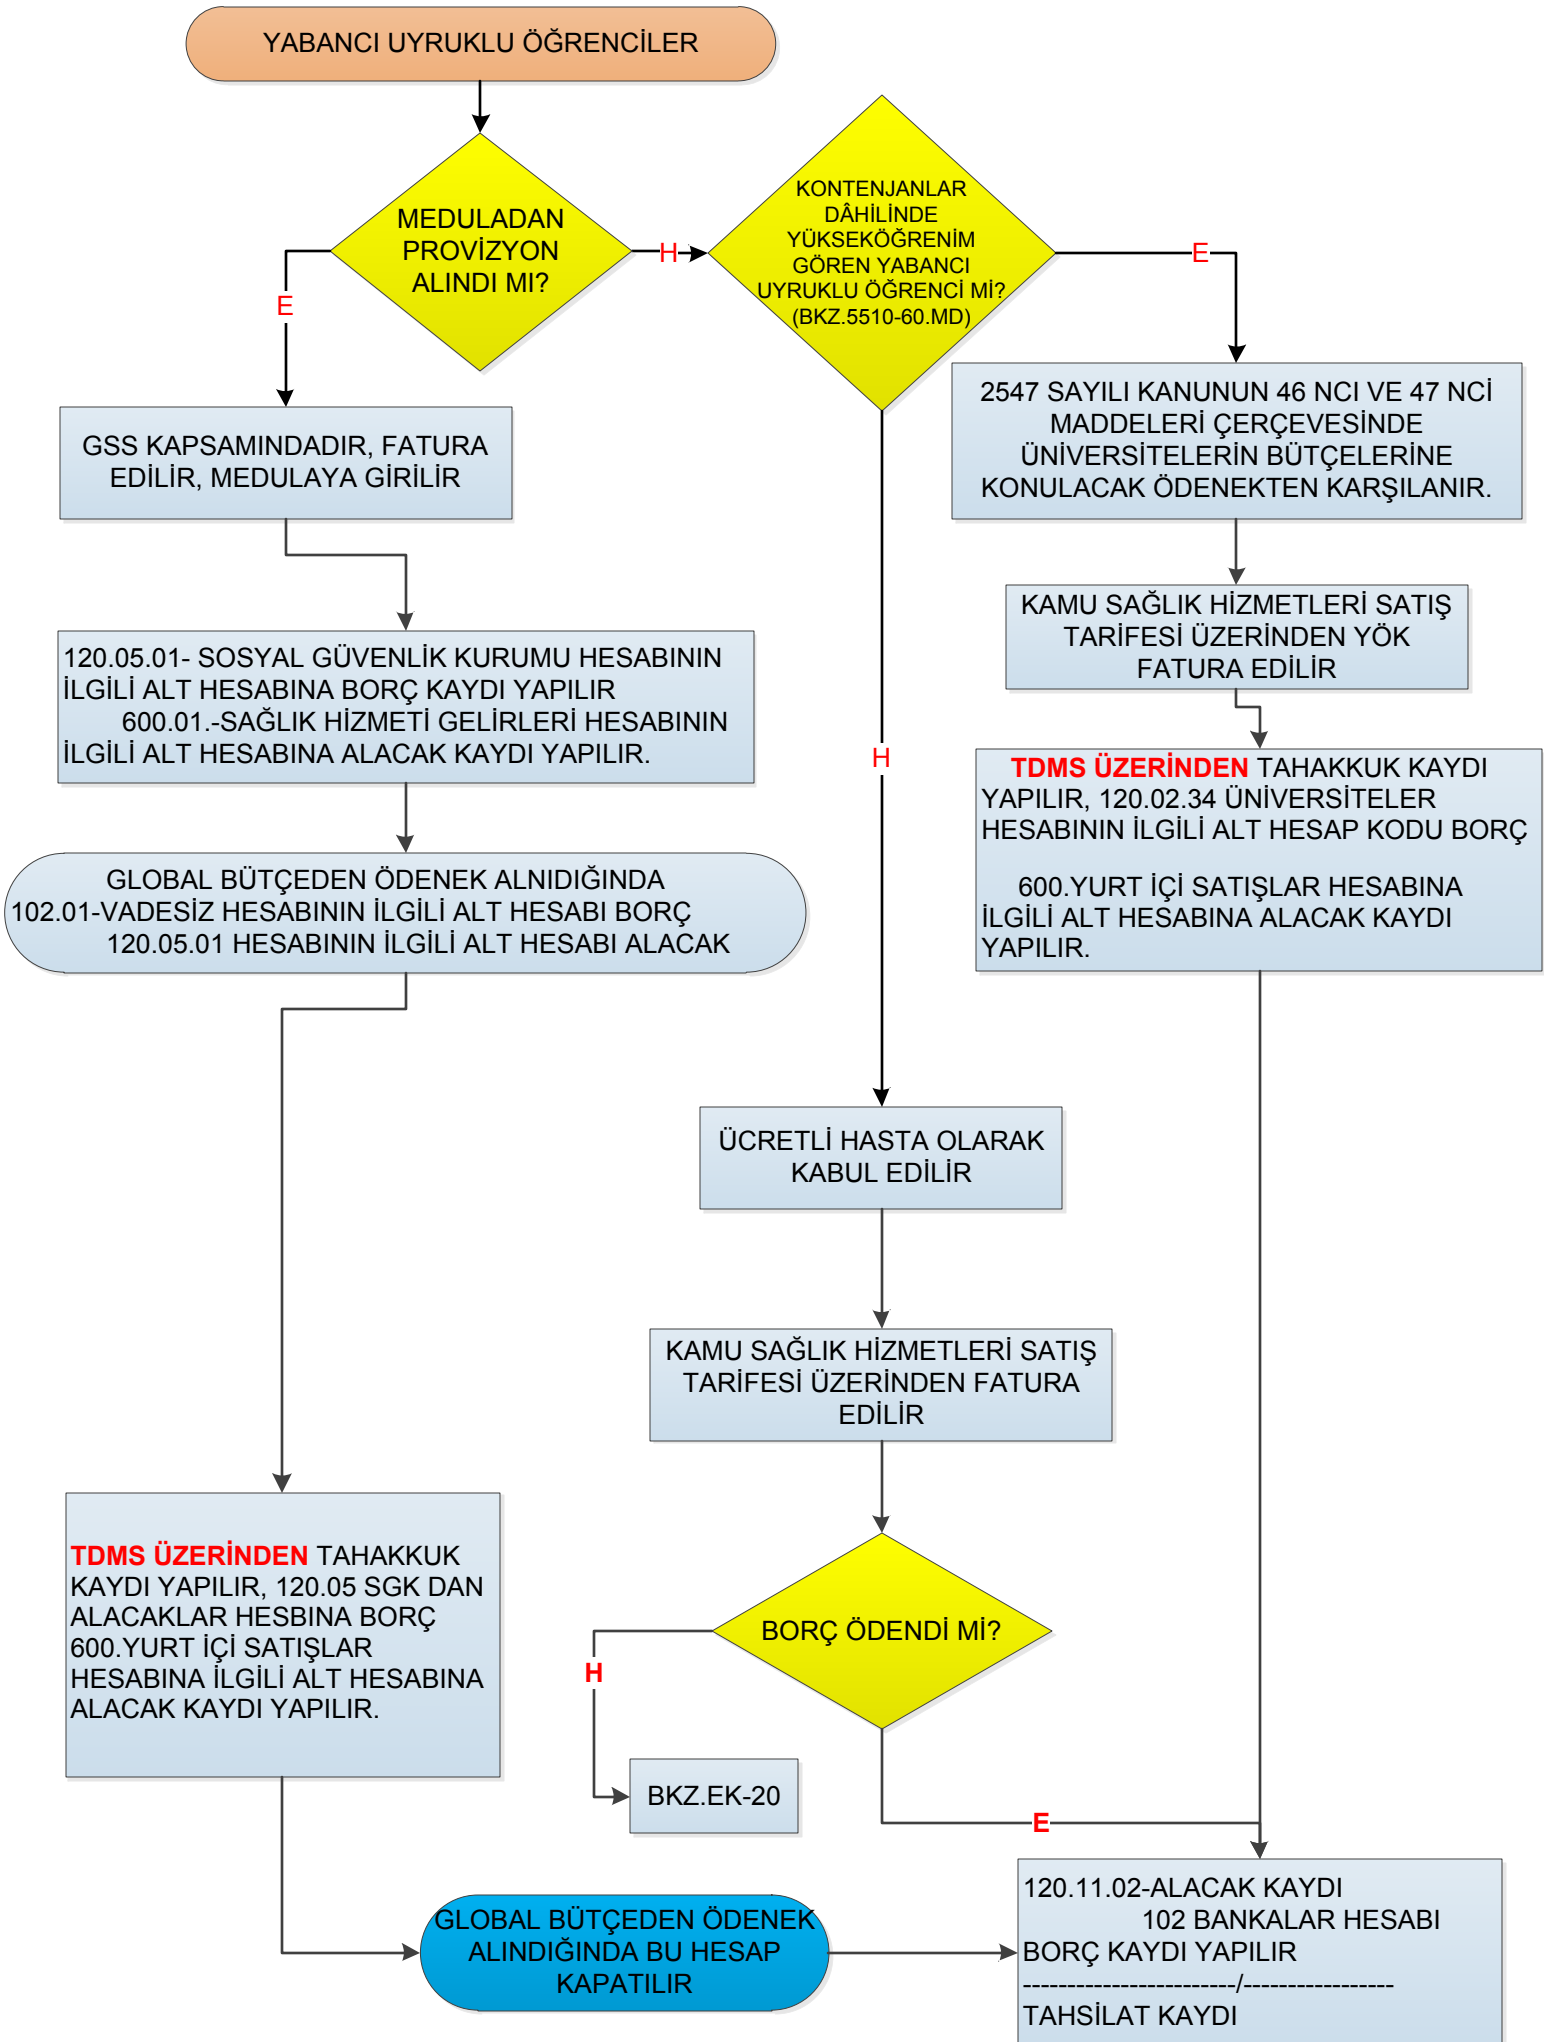 YABANCI UYRUKLU ÖĞRENCİLER
MEDULADAN
PROVİZYON
ALINDI MI?
H
KONTENJANLAR
DÂHİLİNDE
YÜKSEKÖĞRENİM
GÖREN YABANCI
UYRUKLU ÖĞRENCİ Mİ?
(BKZ.5510-60.MD)
E
E
GSS KAPSAMINDADIR, FATURA
EDİLİR, MEDULAYA GİRİLİR
2547 SAYILI KANUNUN 46 NCI VE 47 NCİ
MADDELERİ ÇERÇEVESİNDE
ÜNİVERSİTELERİN BÜTÇELERİNE
KONULACAK ÖDENEKTEN KARŞILANIR.
KAMU SAĞLIK HİZMETLERİ SATIŞ
TARİFESİ ÜZERİNDEN YÖK
FATURA EDİLİR
120.05.01- SOSYAL GÜVENLİK KURUMU HESABININ
İLGİLİ ALT HESABINA BORÇ KAYDI YAPILIR
600.01.-SAĞLIK HİZMETİ GELİRLERİ HESABININ
İLGİLİ ALT HESABINA ALACAK KAYDI YAPILIR.
H
TDMS ÜZERİNDEN TAHAKKUK KAYDI
YAPILIR, 120.02.34 ÜNİVERSİTELER
HESABININ İLGİLİ ALT HESAP KODU BORÇ
600.YURT İÇİ SATIŞLAR HESABINA
İLGİLİ ALT HESABINA ALACAK KAYDI
YAPILIR.
GLOBAL BÜTÇEDEN ÖDENEK ALNIDIĞINDA
102.01-VADESİZ HESABININ İLGİLİ ALT HESABI BORÇ
120.05.01 HESABININ İLGİLİ ALT HESABI ALACAK
ÜCRETLİ HASTA OLARAK
KABUL EDİLİR
KAMU SAĞLIK HİZMETLERİ SATIŞ
TARİFESİ ÜZERİNDEN FATURA
EDİLİR
TDMS ÜZERİNDEN TAHAKKUK
KAYDI YAPILIR, 120.05 SGK DAN
ALACAKLAR HESBINA BORÇ
600.YURT İÇİ SATIŞLAR
HESABINA İLGİLİ ALT HESABINA
ALACAK KAYDI YAPILIR.
BORÇ ÖDENDİ Mİ?
H
BKZ.EK-20
E
GLOBAL BÜTÇEDEN ÖDENEK
ALINDIĞINDA BU HESAP
KAPATILIR
120.11.02-ALACAK KAYDI
102 BANKALAR HESABI
BORÇ KAYDI YAPILIR
------------------------/-----------------
TAHSİLAT KAYDI